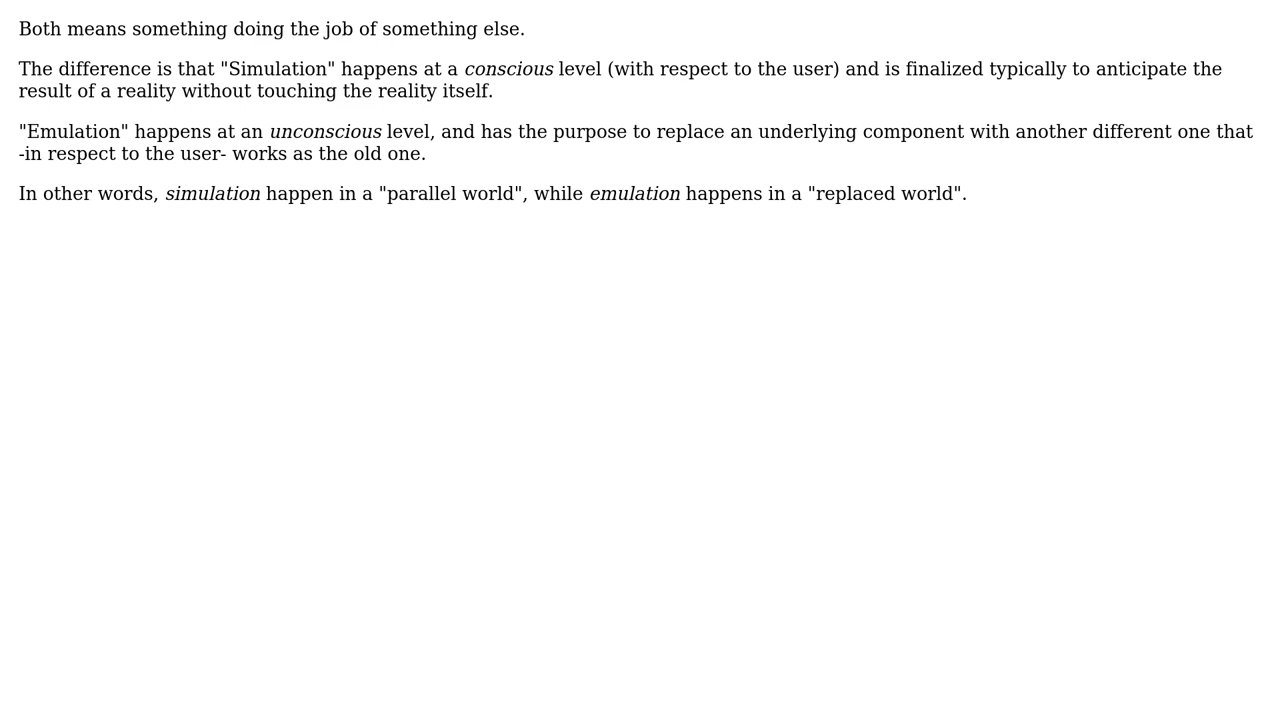 Both means something doing the job of something else.
The difference is that "Simulation" happens at a conscious level (with respect to the user) and is finalized typically to anticipate the
result of a reality without touching the reality itself.
"Emulation" happens at an unconscious level, and has the purpose to replace an underlying component with another different one that
-in respect to the user- works as the old one.
In other words, simulation happen in a "parallel world", while emulation happens in a "replaced world".